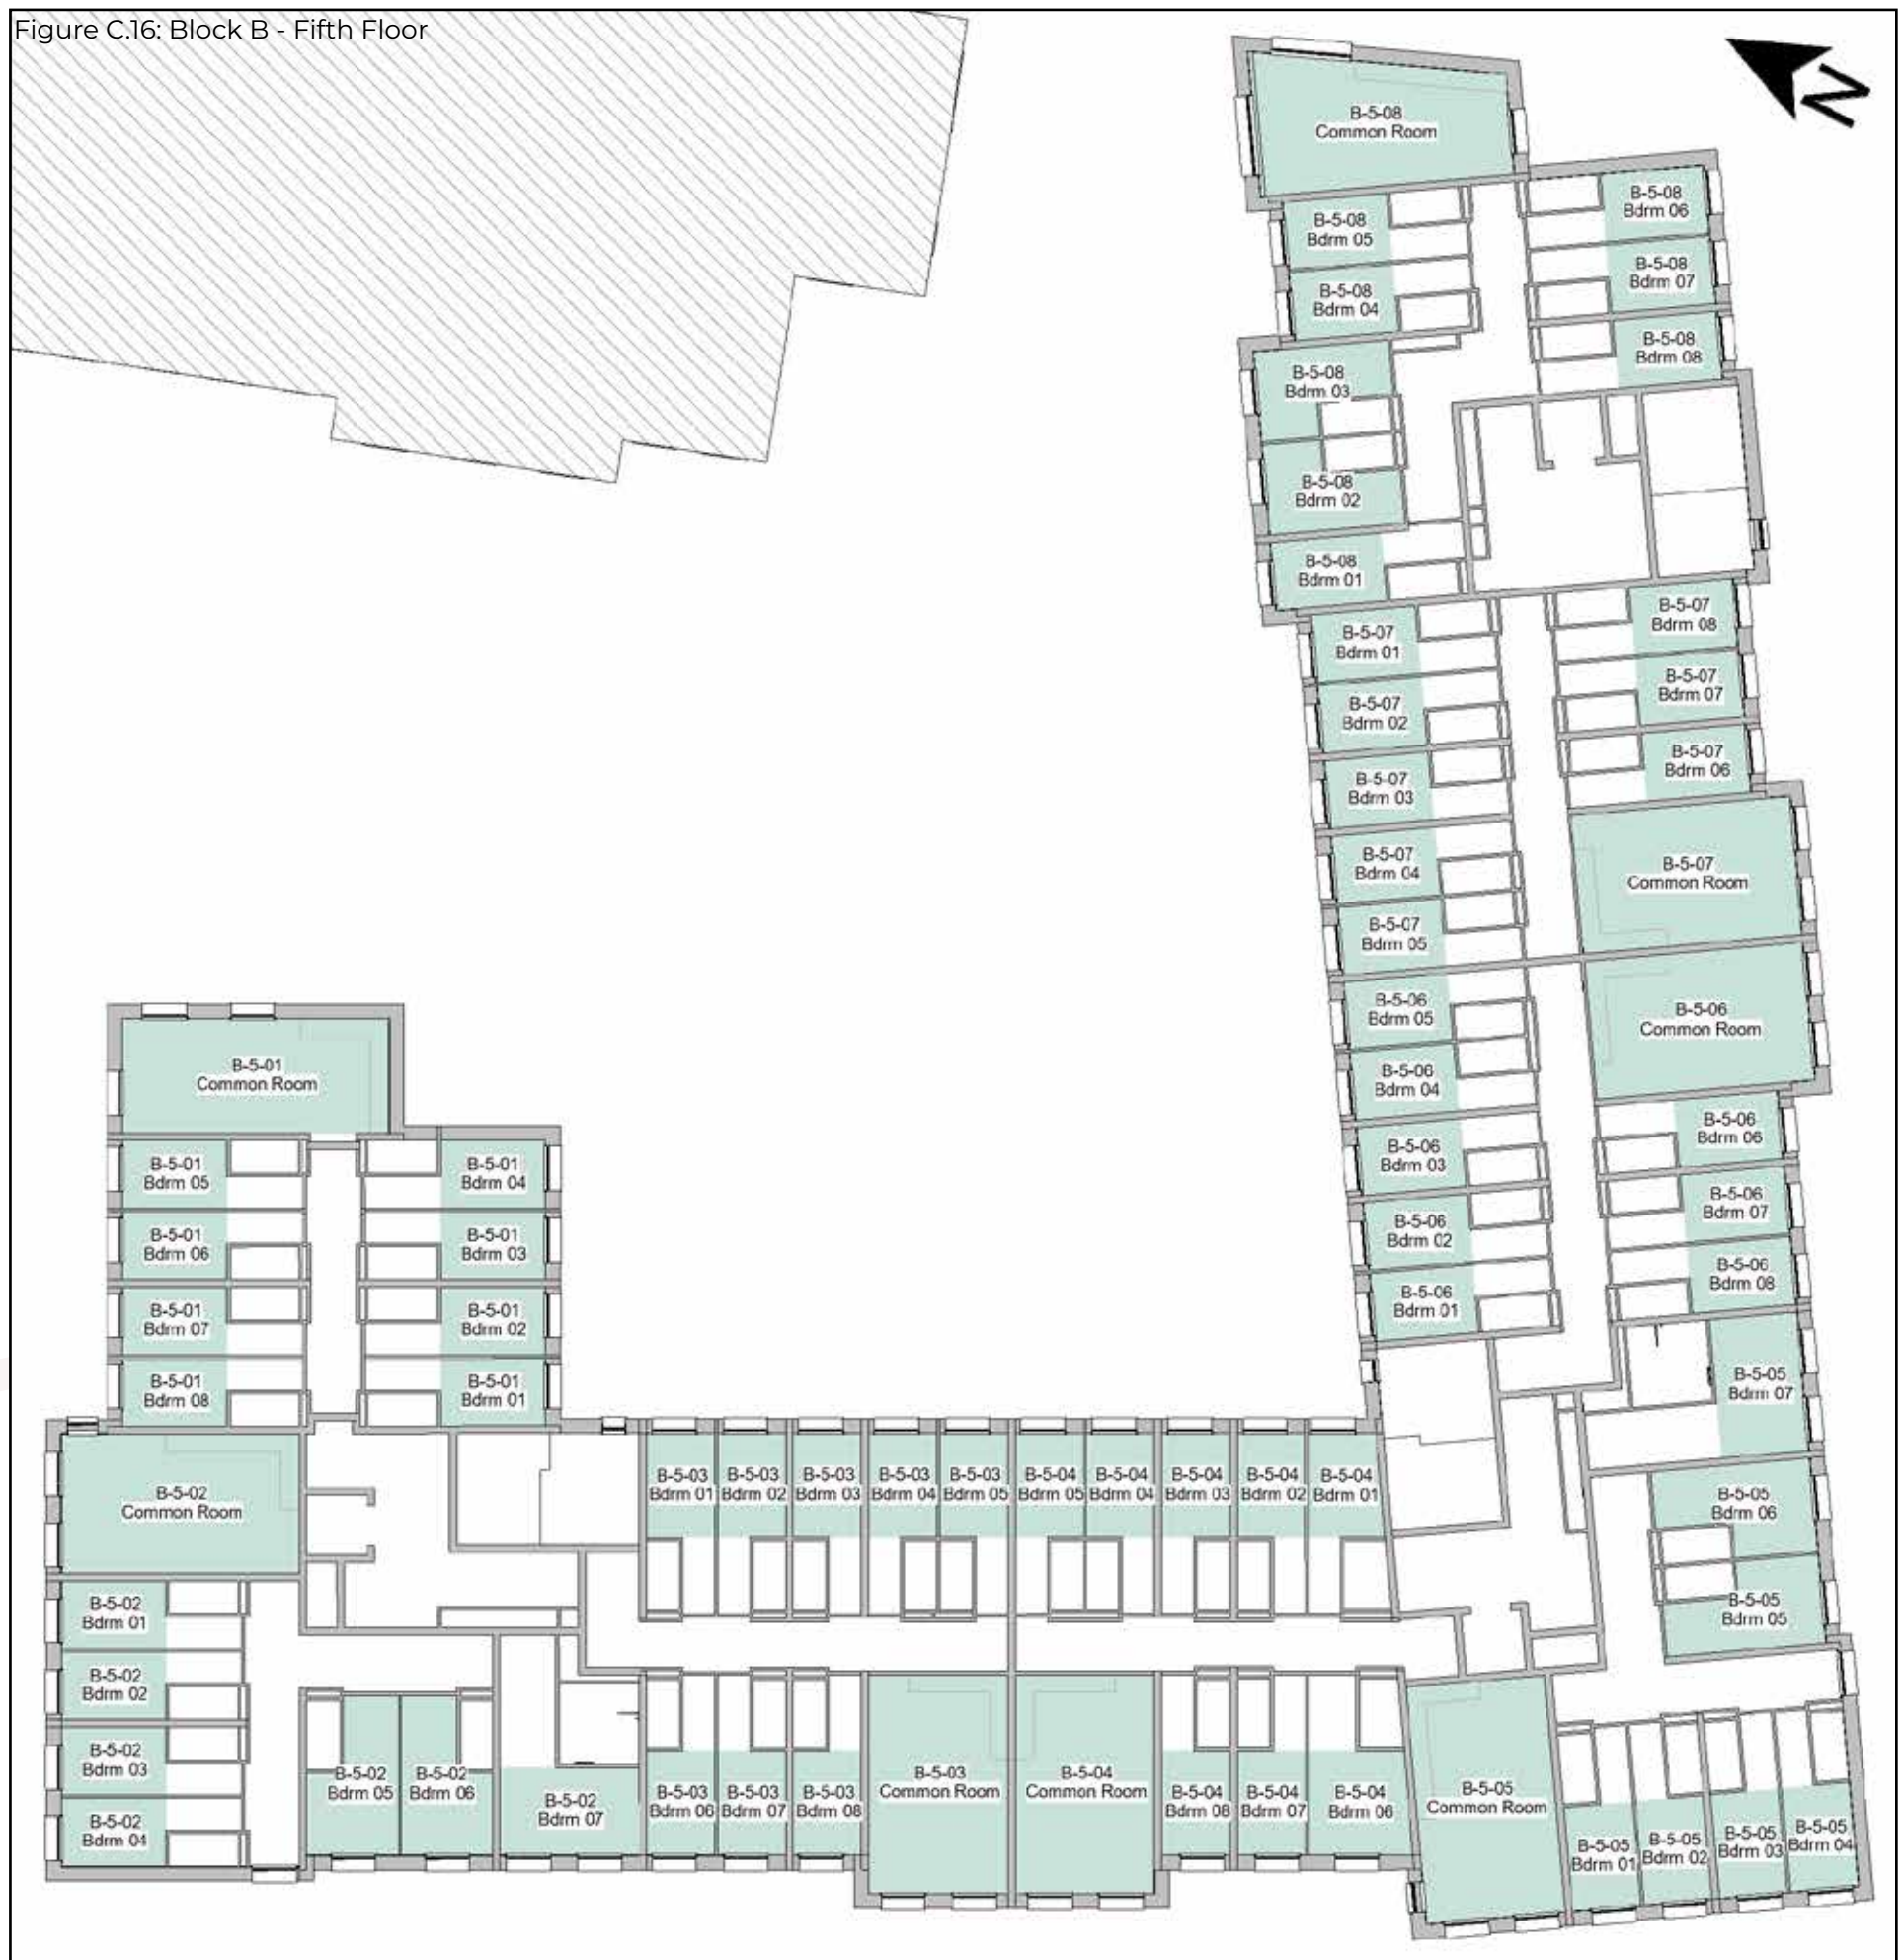 Figure C.16: Block B - Fifth Floor
N
B-5-08
Common Room
B-5-08
Bdrm 05
B-5-08
Bdrm 06
B-5-08
Bdrm 04
B-5-08
Bdrm 07
B-5-08
Bdrm 03
B-5-08
Bdrm 08
B-5-08
Bdrm 02
B-5-08
Bdrm 01
B-5-07
Bdrm 01
B-5-07
Bdrm 08
B-5-07
Bdrm 02
B-5-07
Bdrm 07
B-5-07
Bdrm 03
B-5-07
Bdrm 06
B-5-07
Bdrm 04
B-5-07
Common Room
B-5-07
Bdrm 05
B-5-06
Bdrm 05
B-5-06
Common Room
B-5-06
Bdrm 04
B-5-06
Bdrm 03
B-5-06
Bdrm 06
B-5-06
Bdrm 02
B-5-06
Bdrm 07
B-5-06
Bdrm 01
B-5-06
Bdrm 08
B-5-01
Common Room
B-5-01
Bdrm 05
B-5-01
Bdrm 04
B-5-01
Bdrm 06
B-5-01
Bdrm 03
B-5-01
Bdrm 07
B-5-01
Bdrm 02
B-5-01
Bdrm 08
B-5-01
Bdrm 01
B-5-05
Bdrm 07
B-5-02
Common Room
B-5-03
Bdrm 01
B-5-03
Bdrm 02
B-5-03
Bdrm 03
B-5-03
Bdrm 04
B-5-03
Bdrm 05
B-5-04
Bdrm 05
B-5-04
Bdrm 04
B-5-04
Bdrm 03
B-5-04
Bdrm 02
B-5-04
Bdrm 01
B-5-05
Bdrm 06
B-5-05
Bdrm 05
B-5-02
Bdrm 01
B-5-02
Bdrm 02
B-5-02
Bdrm 03
B-5-02
Bdrm 04
B-5-02
Bdrm 05
B-5-02
Bdrm 06
B-5-02
Bdrm 07
B-5-03
Bdrm 06
B-5-03
Bdrm 07
B-5-03
Bdrm 08
B-5-03
Common Room
B-5-04
Common Room
B-5-04
Bdrm 08
B-5-04
Bdrm 07
B-5-04
Bdrm 06
B-5-05
Common Room
B-5-05
Bdrm 01
B-5-05
Bdrm 02
B-5-05
Bdrm 03
B-5-05
Bdrm 04